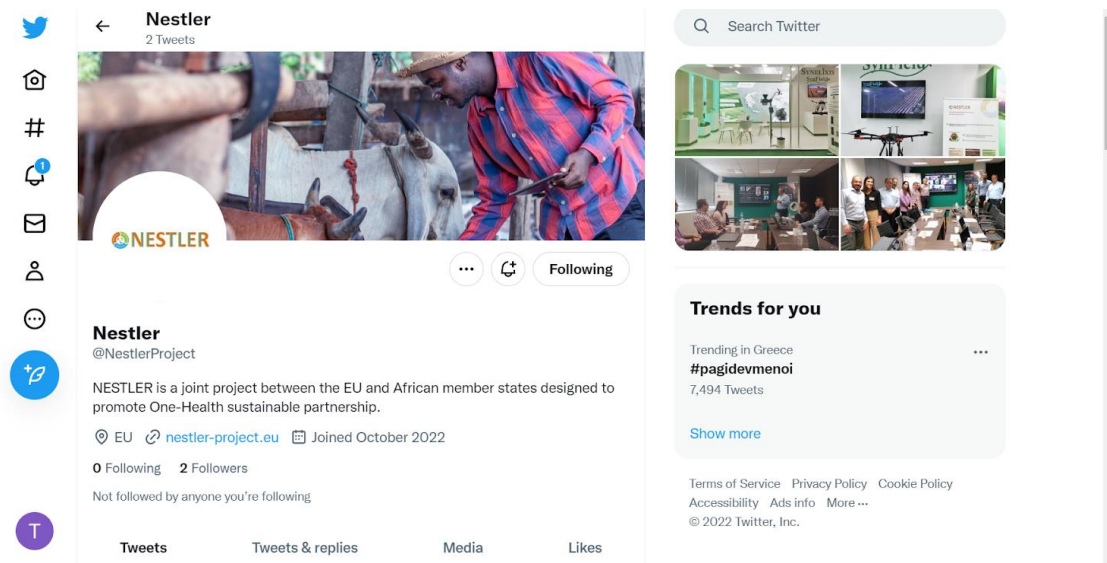 Nestler
2 Tweets
NESTLER
Following
Nestler
@NestlerProject
NESTLER is a joint project between the EU and African member states designed to
promote One-Health sustainable partnership.
EU nestler-project.eu Joined October 2022
0 Following 2 Followers
Not followed by anyone you're following
Tweets Tweets & replies Media Likes
1
T
Search Twitter
SynField
NESTLER
Trends for you
Trending in Greece
#pagidevmenoi
7,494 Tweets
Show more
Terms of Service Privacy Policy Cookie Policy
Accessibility Ads info More ...
© 2022 Twitter, Inc.